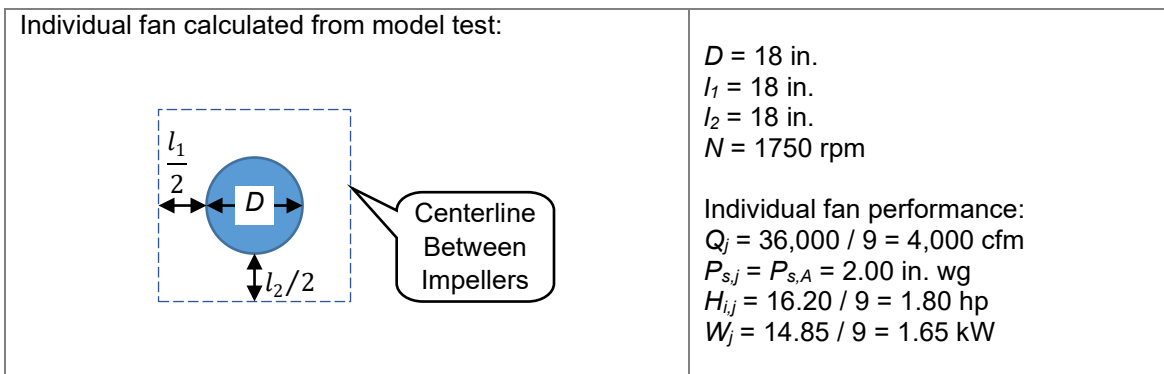 Individual fan calculated from model test:
l₁
2
D
l₂/2
Centerline
Between
Impellers
D = 18 in.
l₁ = 18 in.
l₂ = 18 in.
N = 1750 rpm
Individual fan performance:
Qⱼ = 36,000 / 9 = 4,000 cfm
Pₛ,ⱼ = Pₛ,A = 2.00 in. wg
Hᵢ,ⱼ = 16.20 / 9 = 1.80 hp
Wⱼ = 14.85 / 9 = 1.65 kW